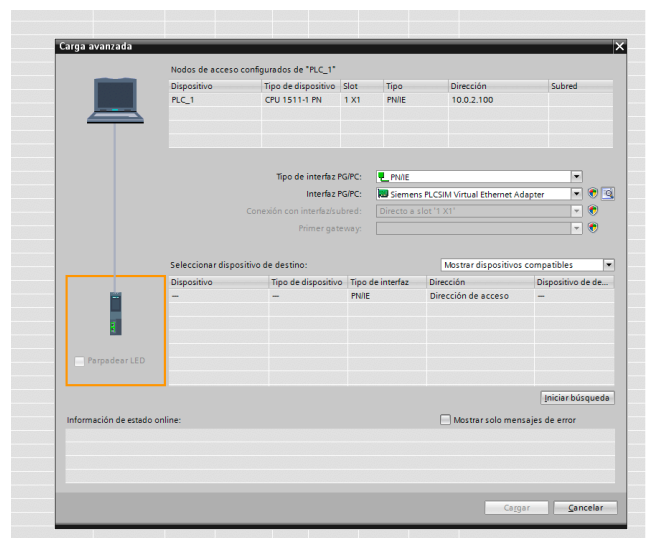 Carga avanzada
Nodos de acceso configurados de "PLC_1"
Dispositivo Tipo de dispositivo Slot Tipo Dirección Subred
PLC_1 CPU 1511-1 PN 1 X1 PN/IE 10.0.2.100
Tipo de interfaz PG/PC: PN/IE
Interfaz PG/PC: Siemens PLCSIM Virtual Ethernet Adapter
Conexión con interfaz/subred: Directo a slot '1 X1'
Primer gateway:
Seleccionar dispositivo de destino: Mostrar dispositivos compatibles
Dispositivo Tipo de dispositivo Tipo de interfaz Dirección Dispositivo de de...
— — PN/IE Dirección de acceso —
Parpadear LED
Iniciar búsqueda
Información de estado online: Mostrar solo mensajes de error
Cargar Cancelar